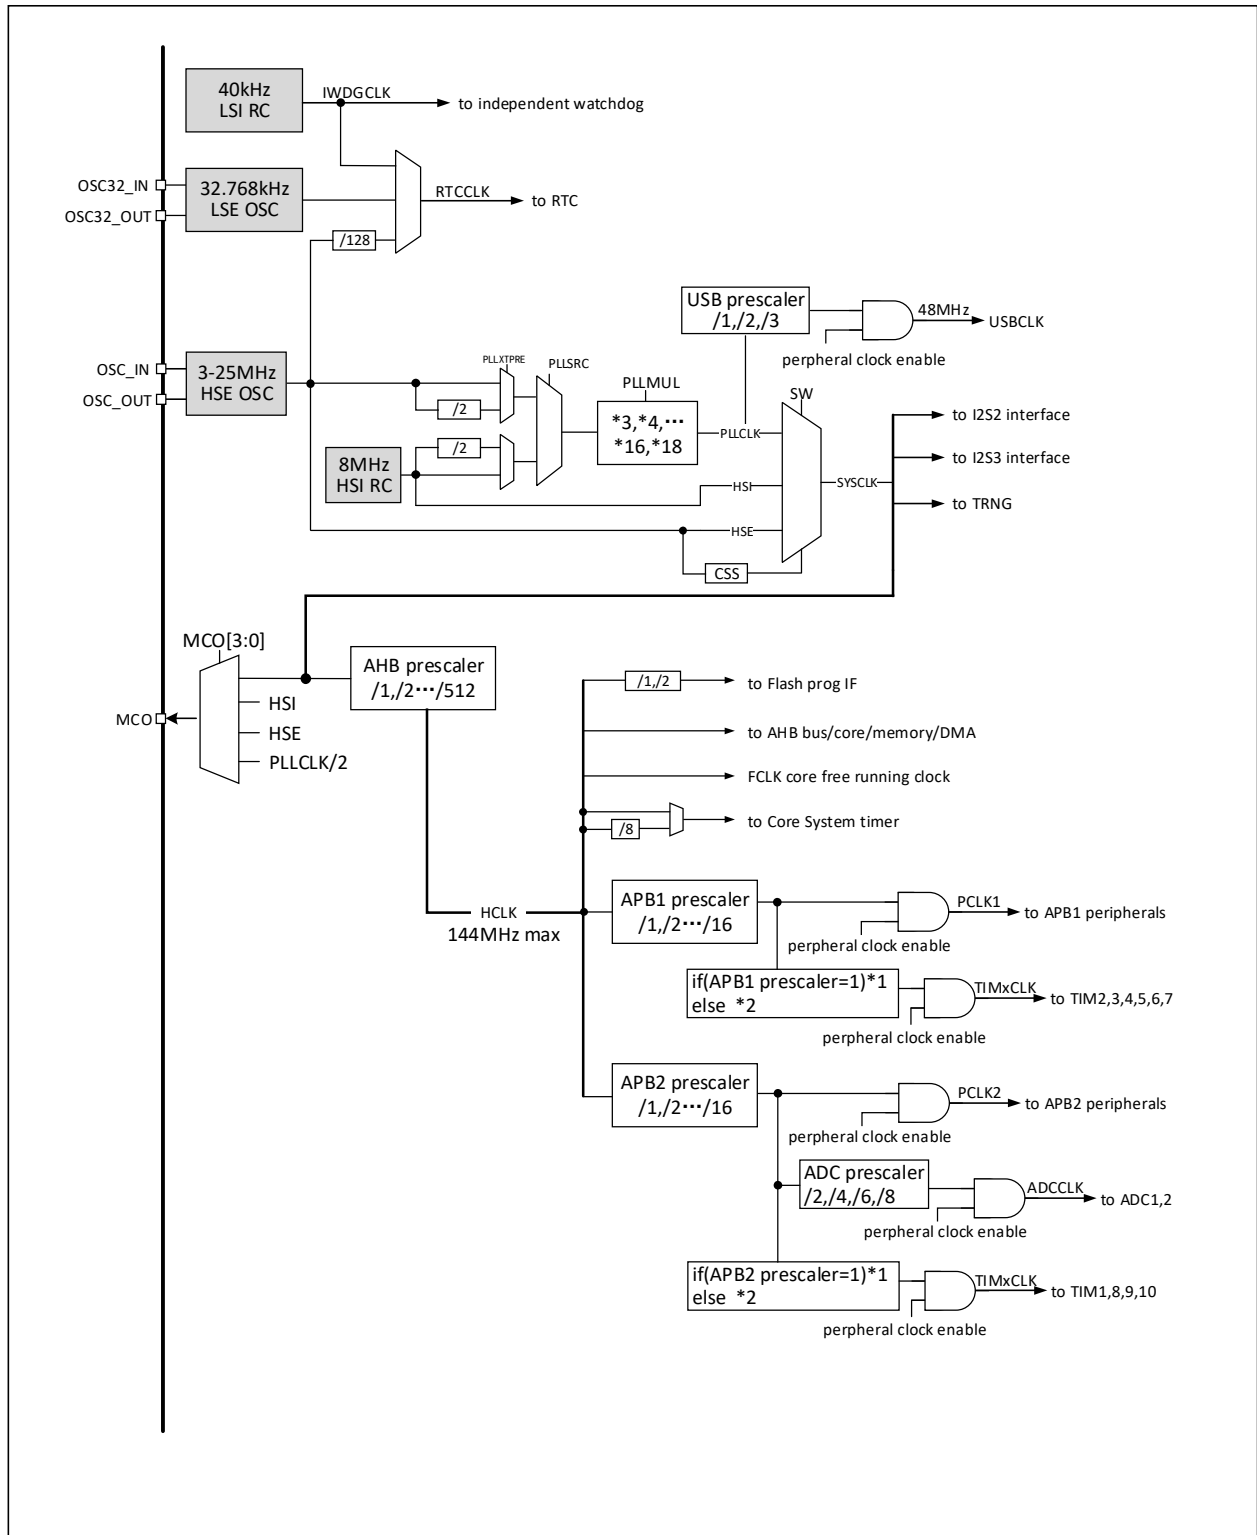 40kHz
LSI RC
IWDGCLK
to independent watchdog
OSC32_IN
OSC32_OUT
32.768kHz
LSE OSC
RTCCLK
to RTC
/128
USB prescaler
/1,/2,/3
48MHz
USBCLK
perpheral clock enable
OSC_IN
OSC_OUT
3-25MHz
HSE OSC
PLLXTPRE
PLLSRC
/2
PLLMUL
*3,*4,···
*16,*18
PLLCLK
SW
/2
8MHz
HSI RC
HSI
HSE
CSS
SYSCLK
to I2S2 interface
to I2S3 interface
to TRNG
MCO[3:0]
HSI
HSE
PLLCLK/2
MCO
AHB prescaler
/1,/2···/512
/1,/2
to Flash prog IF
to AHB bus/core/memory/DMA
FCLK core free running clock
/8
to Core System timer
HCLK
144MHz max
APB1 prescaler
/1,/2···/16
PCLK1
to APB1 peripherals
perpheral clock enable
if(APB1 prescaler=1)*1
else *2
TIMxCLK
to TIM2,3,4,5,6,7
perpheral clock enable
APB2 prescaler
/1,/2···/16
PCLK2
to APB2 peripherals
perpheral clock enable
ADC prescaler
/2,/4,/6,/8
ADCCLK
to ADC1,2
perpheral clock enable
if(APB2 prescaler=1)*1
else *2
TIMxCLK
to TIM1,8,9,10
perpheral clock enable